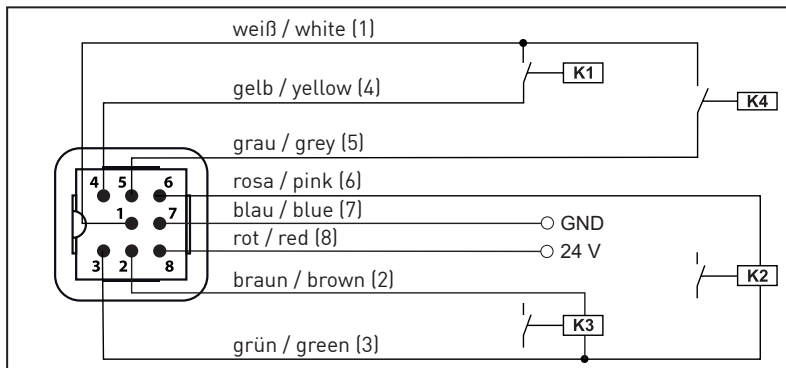 weiß / white (1)
K1
gelb / yellow (4)
K4
grau / grey (5)
4 5 6
rosa / pink (6)
1 7
blau / blue (7)
GND
rot / red (8)
24 V
3 2 8
braun / brown (2)
K2
K3
grün / green (3)